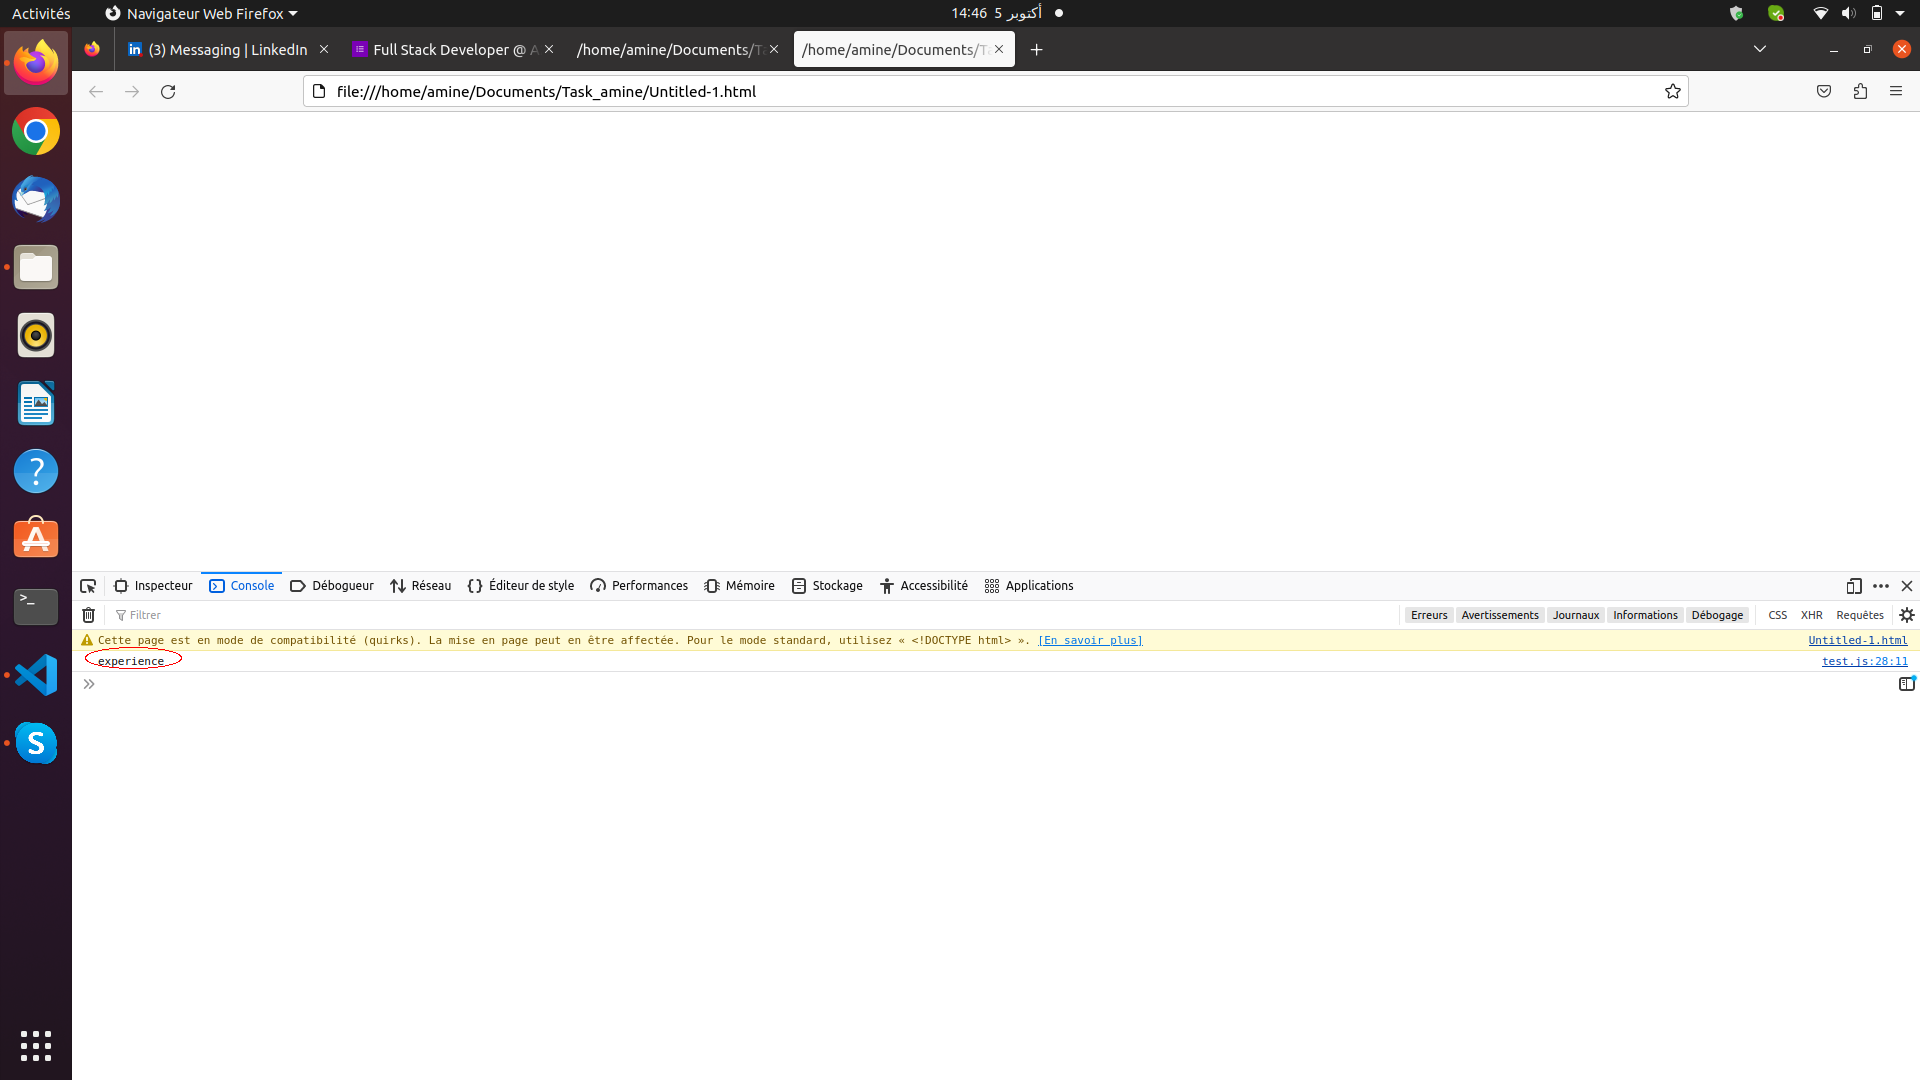 Activités
Navigateur Web Firefox
14:46 5 أكتوبر
(3) Messaging | LinkedIn
Full Stack Developer @ A
/home/amine/Documents/Ta
/home/amine/Documents/Ta
file:///home/amine/Documents/Task_amine/Untitled-1.html
Inspecteur
Console
Débogueur
Réseau
Éditeur de style
Performances
Mémoire
Stockage
Accessibilité
Applications
Filtrer
Erreurs
Avertissements
Journaux
Informations
Débogage
CSS
XHR
Requêtes
Cette page est en mode de compatibilité (quirks). La mise en page peut en être affectée. Pour le mode standard, utilisez « <!DOCTYPE html> ». [En savoir plus]
Untitled-1.html
experience
test.js:28:11